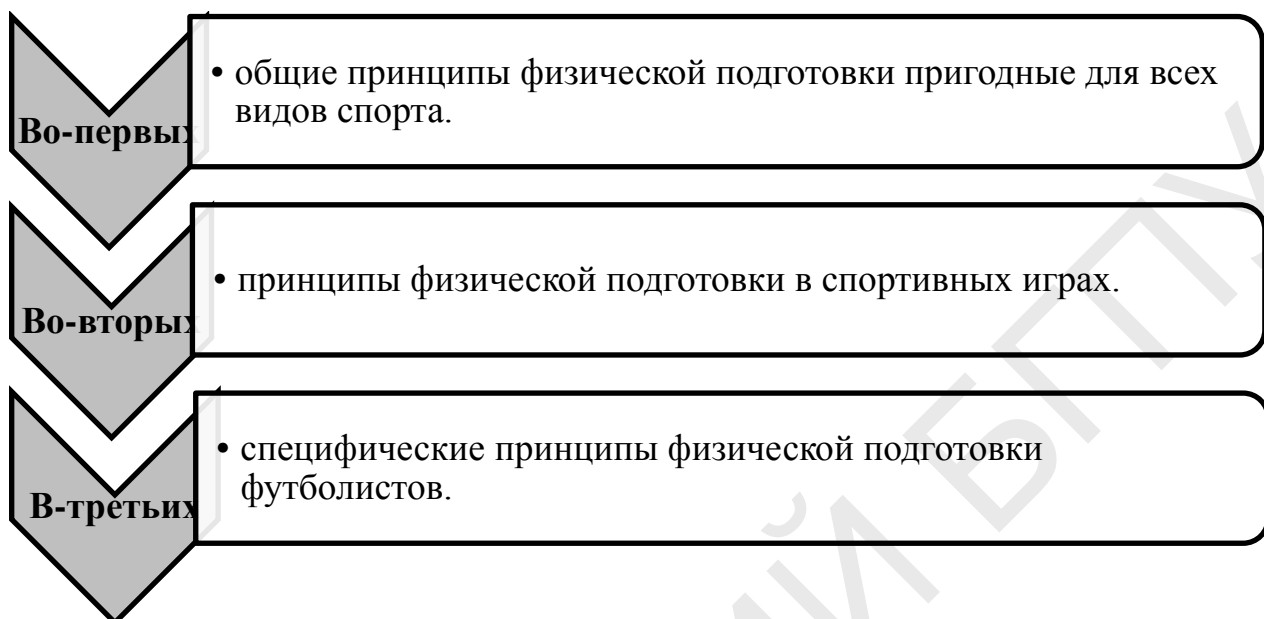 Во-первых
• общие принципы физической подготовки пригодные для всех
видов спорта.
Во-вторых
• принципы физической подготовки в спортивных играх.
В-третьих
• специфические принципы физической подготовки
футболистов.
БГПУ